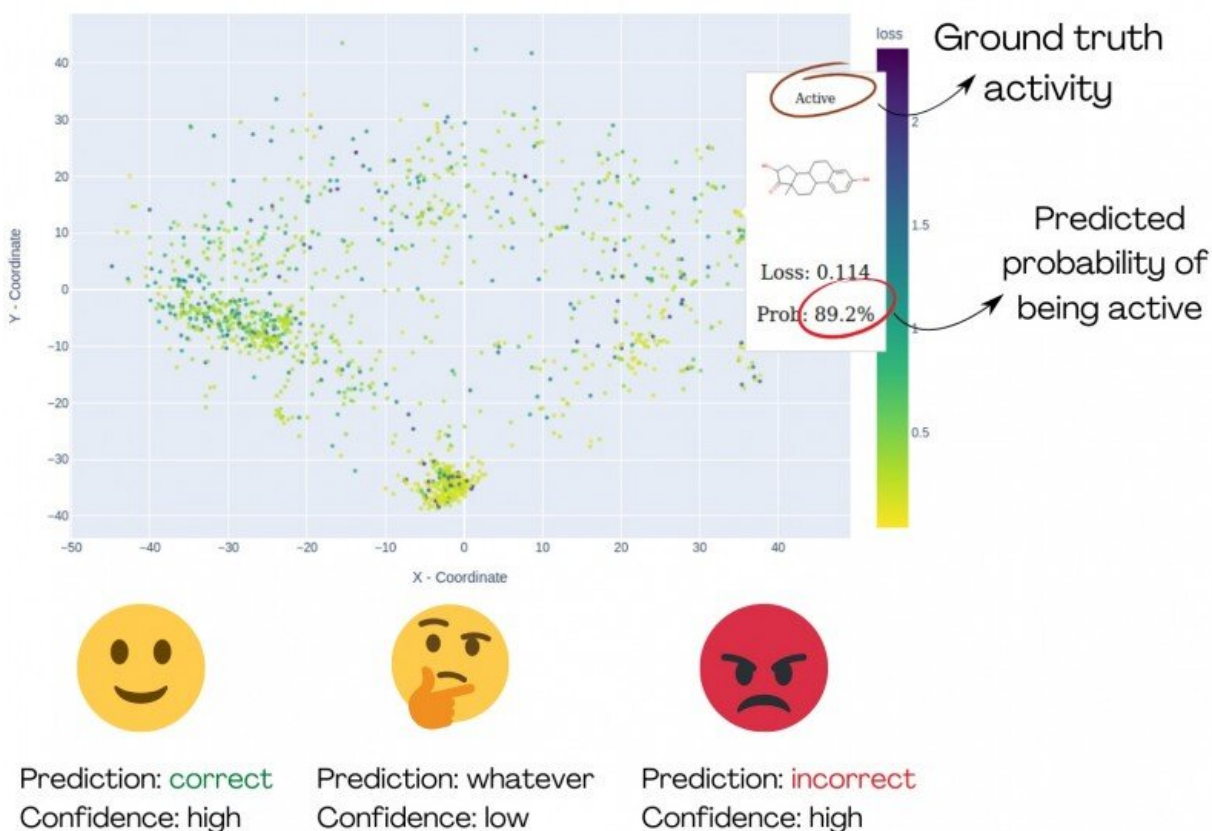 loss
Ground truth
activity
Active
Loss: 0.114
Prob: 89.2%
Predicted
probability of
being active
2
1.5
1
0.5
Y - Coordinate
40
30
20
10
0
−10
−20
−30
−40
−50
−40
−30
−20
−10
0
10
20
30
40
X - Coordinate
Prediction: correct
Confidence: high
Prediction: whatever
Confidence: low
Prediction: incorrect
Confidence: high